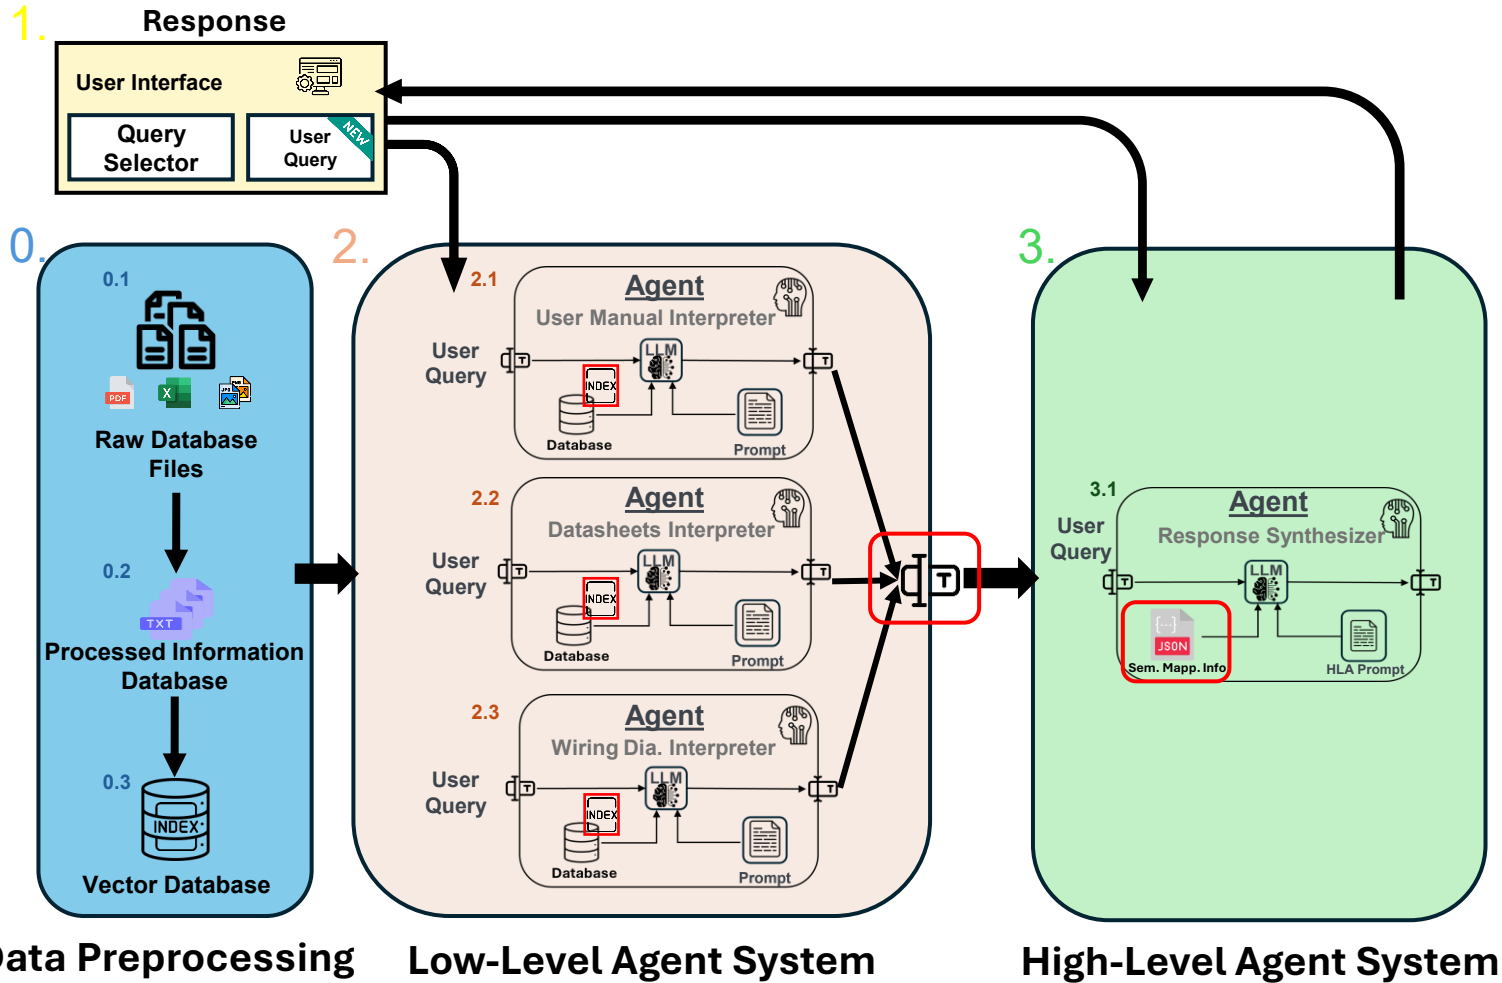 1.
Response
User Interface
Query
Selector
User
Query
NEW
0.
0.1
PDF
X
JPG
PNG
Raw Database
Files
0.2
TXT
Processed Information
Database
0.3
INDEX
Vector Database
Data Preprocessing
2.
2.1
Agent
User Manual Interpreter
User
Query
T
LLM
T
INDEX
Database
Prompt
2.2
Agent
Datasheets Interpreter
User
Query
T
LLM
T
INDEX
Database
Prompt
2.3
Agent
Wiring Dia. Interpreter
User
Query
T
LLM
T
INDEX
Database
Prompt
T
Low-Level Agent System
3.
3.1
Agent
Response Synthesizer
User
Query
T
LLM
T
{...}
JSON
Sem. Mapp. Info
HLA Prompt
High-Level Agent System